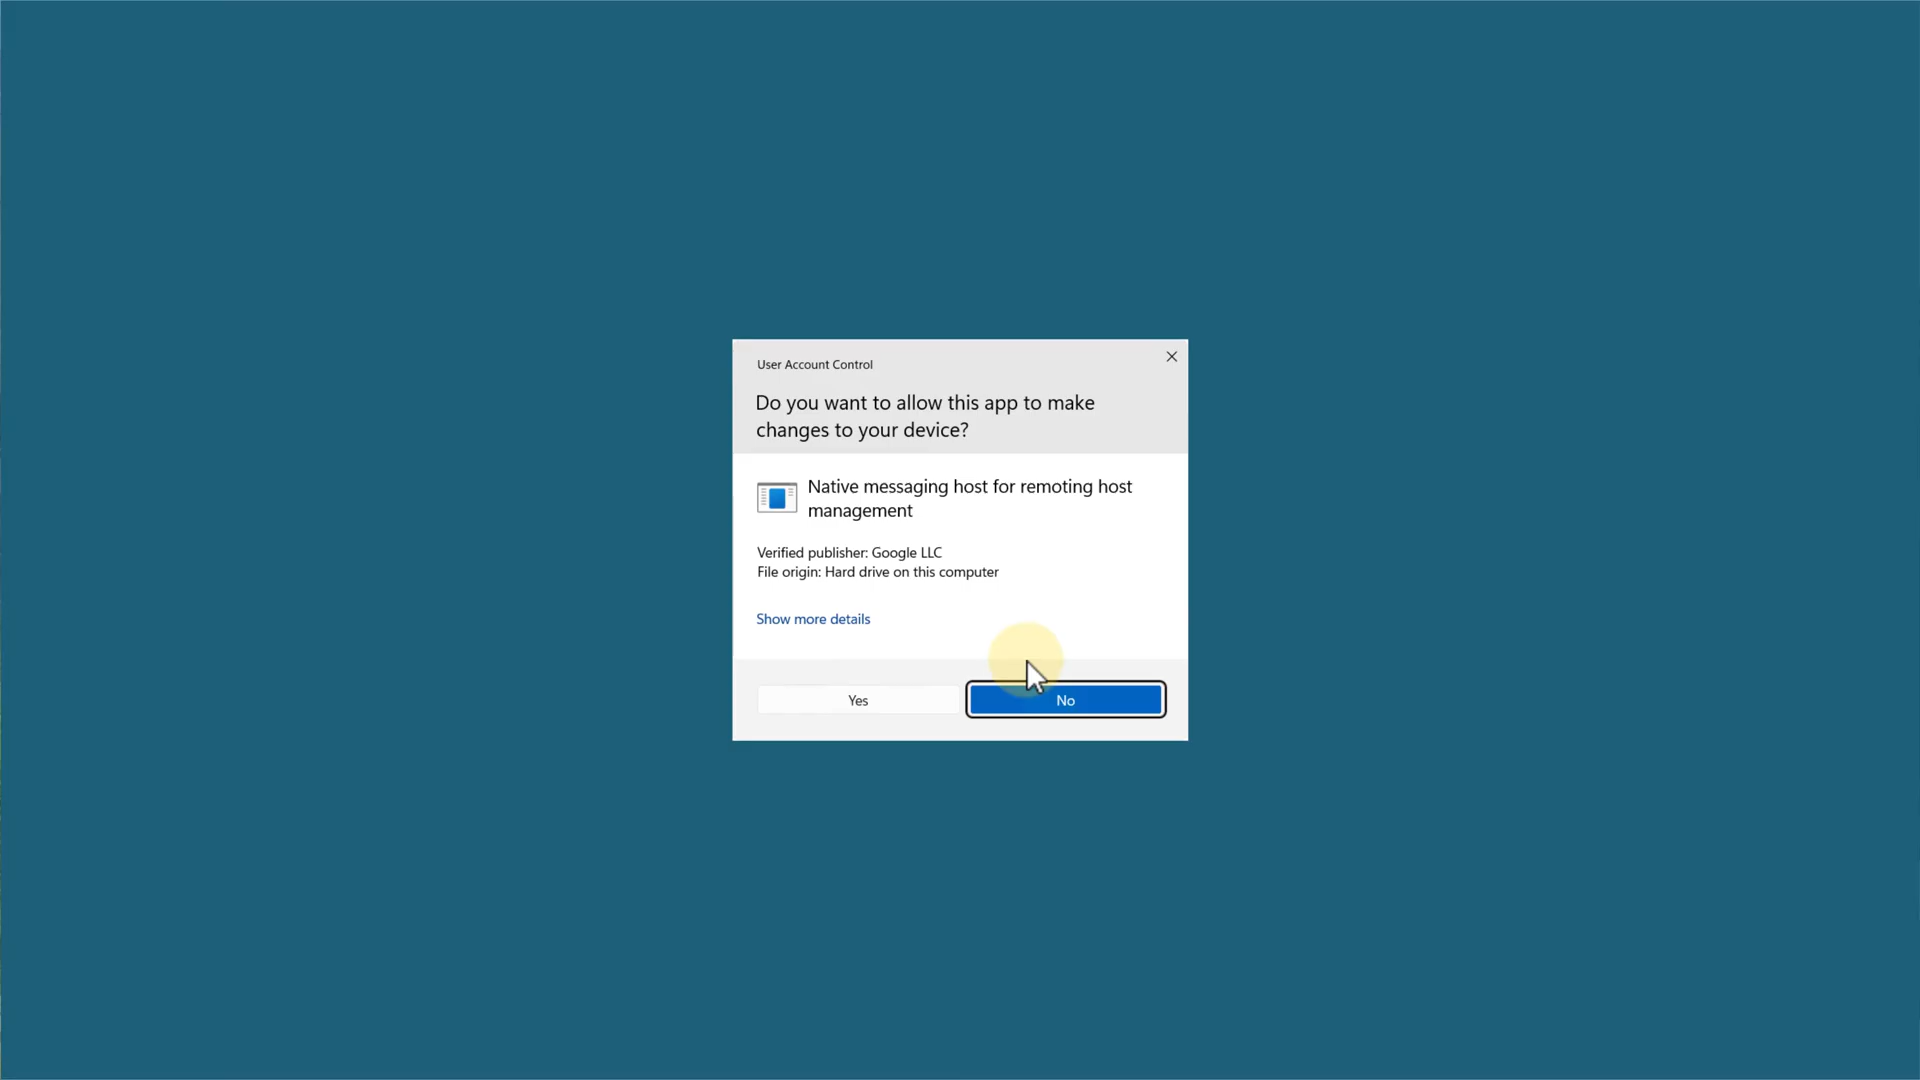 User Account Control
Do you want to allow this app to make
changes to your device?
Native messaging host for remoting host
management
Verified publisher: Google LLC
File origin: Hard drive on this computer
Show more details
Yes
No